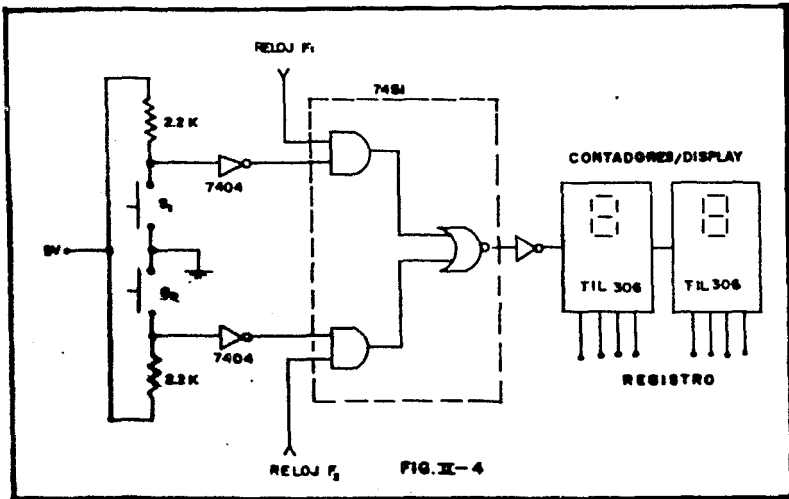 RELOJ F1
7451
2.2 K
7404
S1
CONTADORES/DISPLAY
5V
S2
TIL 306
TIL 306
7404
2.2 K
REGISTRO
RELOJ F2
FIG. II-4